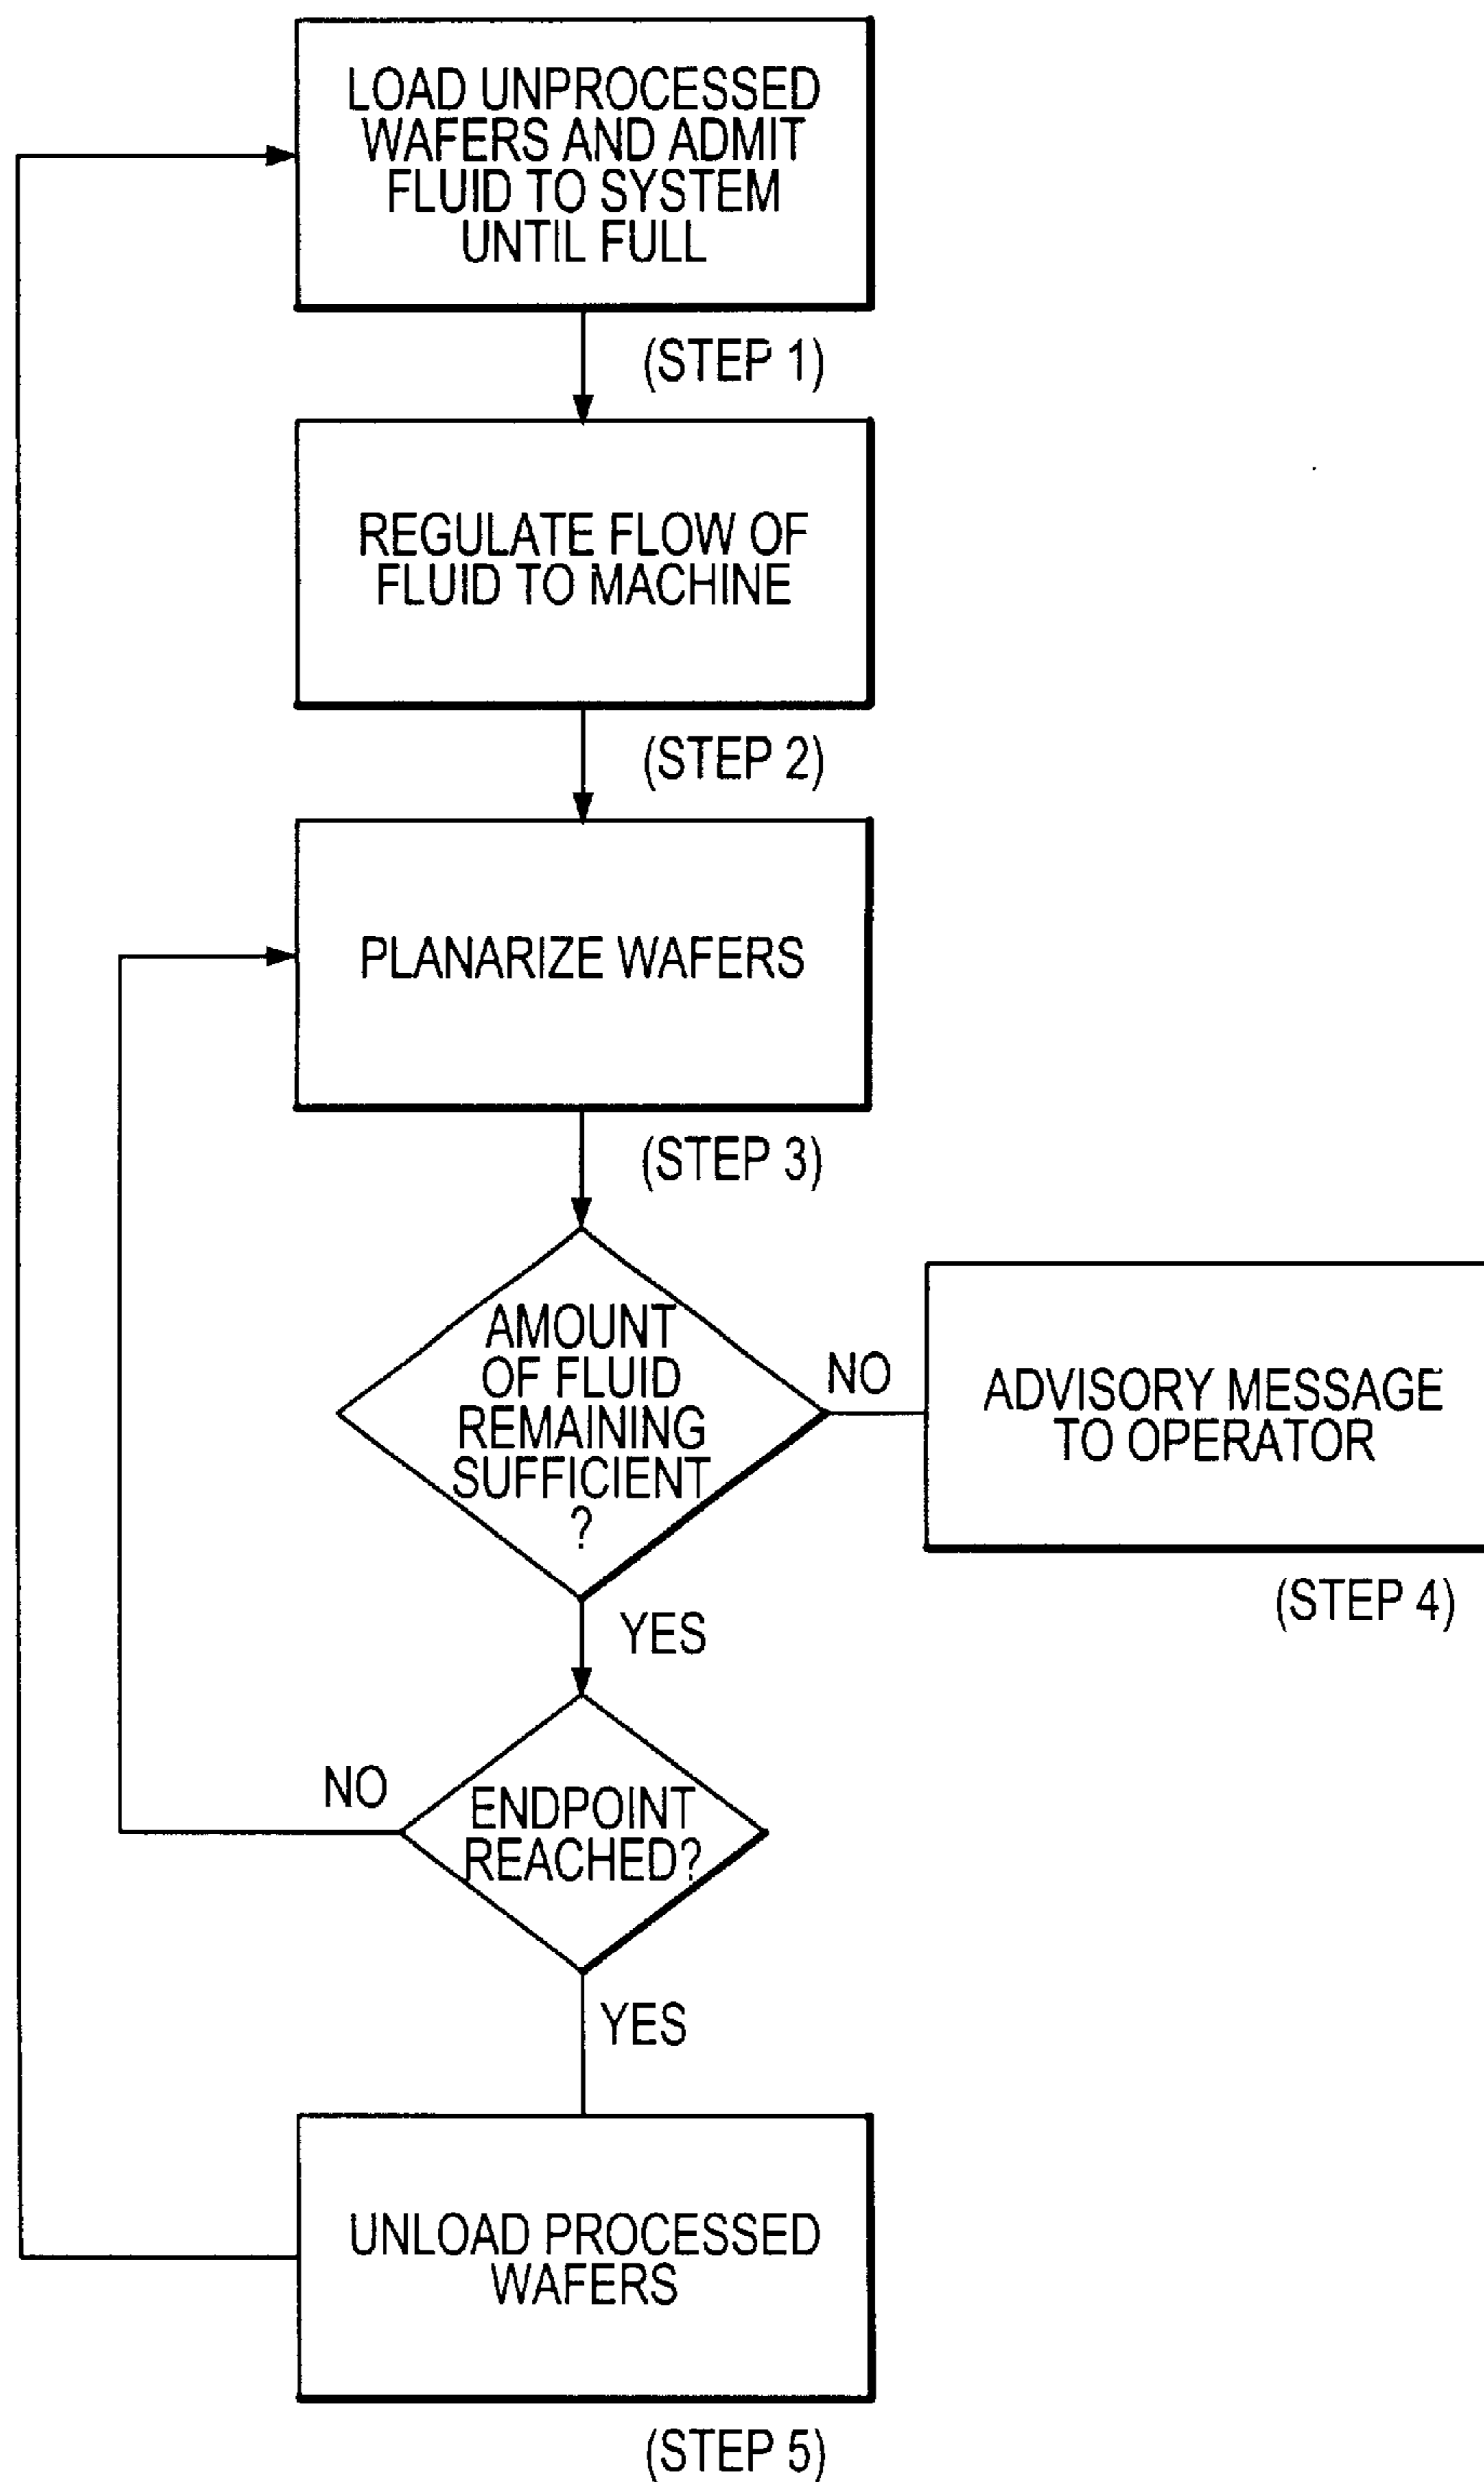 LOAD UNPROCESSED
WAFERS AND ADMIT
FLUID TO SYSTEM
UNTIL FULL
(STEP 1)
REGULATE FLOW OF
FLUID TO MACHINE
(STEP 2)
PLANARIZE WAFERS
(STEP 3)
AMOUNT
OF FLUID
REMAINING
SUFFICIENT
?
NO
ADVISORY MESSAGE
TO OPERATOR
(STEP 4)
YES
NO
ENDPOINT
REACHED?
YES
UNLOAD PROCESSED
WAFERS
(STEP 5)